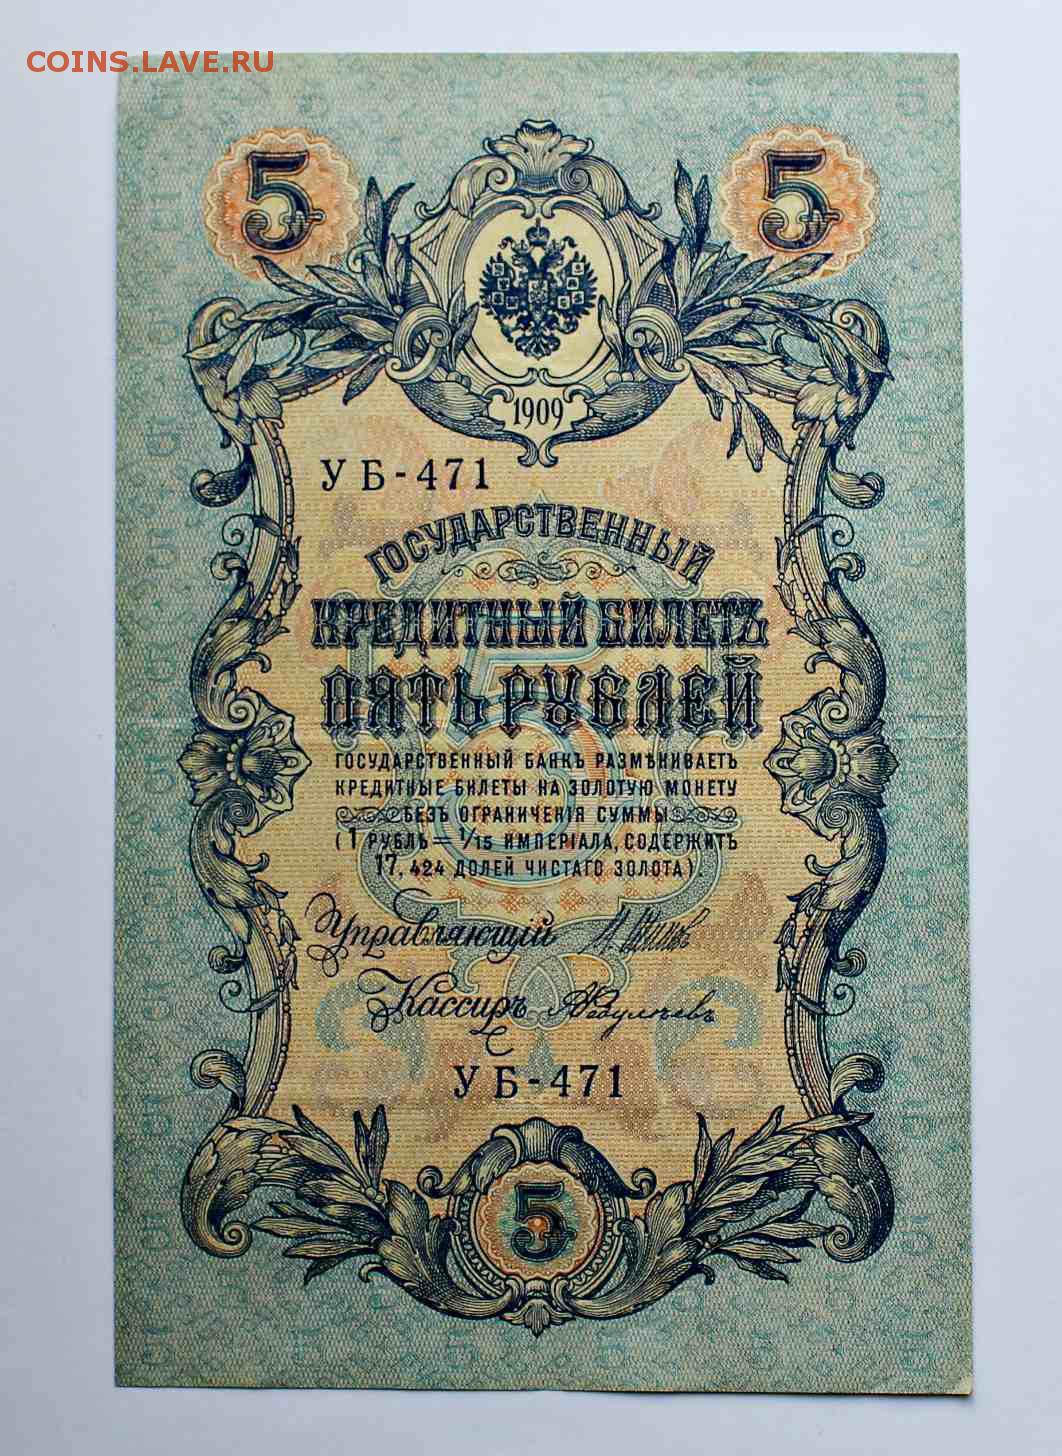 COINS.LAVE.RU
5 5
1909
УБ-471
ГОСУДАРСТВЕННЫЙ
КРЕДИТНЫЙ БИЛЕТЪ
ПЯТЬ РУБЛЕЙ
ГОСУДАРСТВЕННЫЙ БАНКЪ РАЗМѢНИВАЕТЪ
КРЕДИТНЫЕ БИЛЕТЫ НА ЗОЛОТУЮ МОНЕТУ
БЕЗЪ ОГРАНИЧЕНІЯ СУММЫ
(1 РУБЛЬ = 1/15 ИМПЕРІАЛА, СОДЕРЖИТЪ
17,424 ДОЛЕЙ ЧИСТАГО ЗОЛОТА).
Управляющій
Кассиръ
УБ-471
5